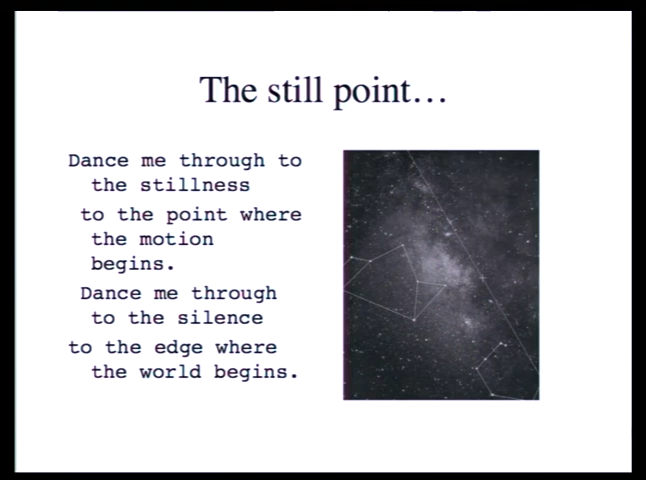 The still point…
Dance me through to
the stillness
to the point where
the motion
begins.
Dance me through
to the silence
to the edge where
the world begins.